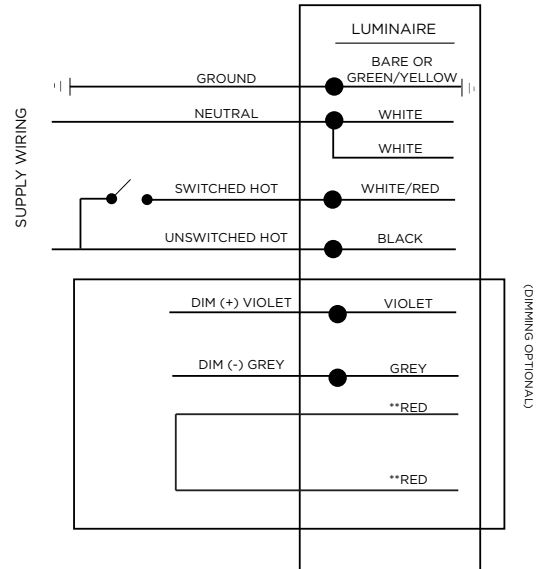 LUMINAIRE
BARE OR
GROUND
GREEN/YELLOW
NEUTRAL
WHITE
WHITE
SUPPLY WIRING
SWITCHED HOT
WHITE/RED
UNSWITCHED HOT
BLACK
DIM (+) VIOLET
VIOLET
(DIMMING OPTIONAL)
DIM (-) GREY
GREY
**RED
**RED